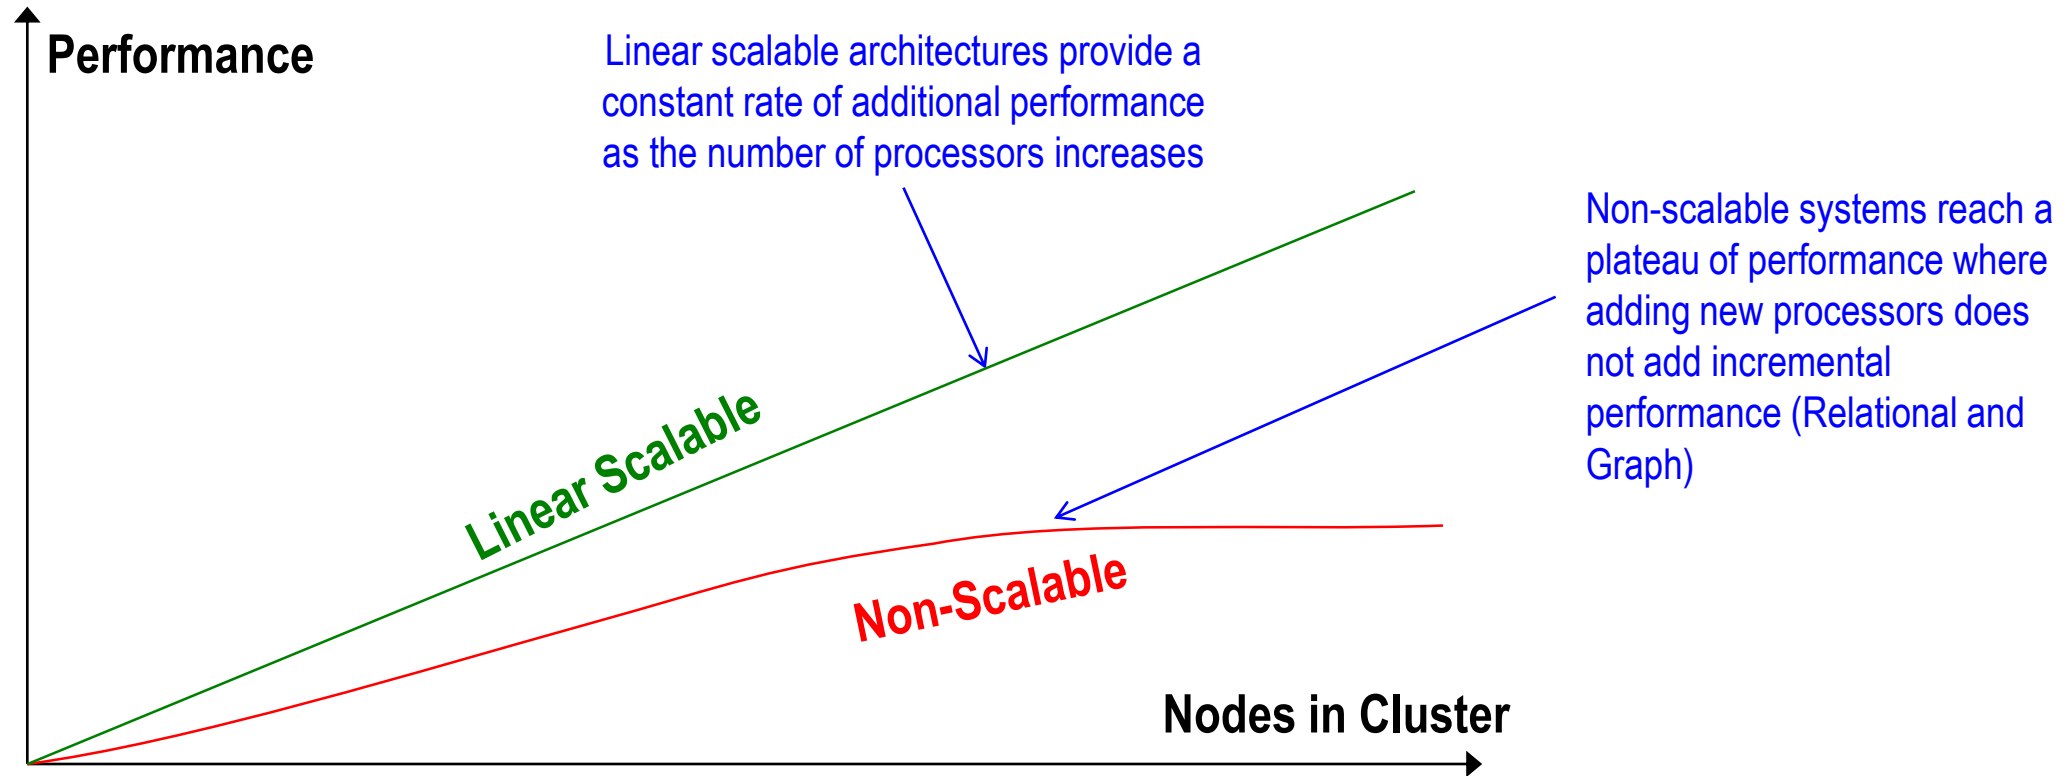 Performance
Linear scalable architectures provide a
constant rate of additional performance
as the number of processors increases
Non-scalable systems reach a
plateau of performance where
adding new processors does
not add incremental
performance (Relational and
Graph)
Linear Scalable
Non-Scalable
Nodes in Cluster